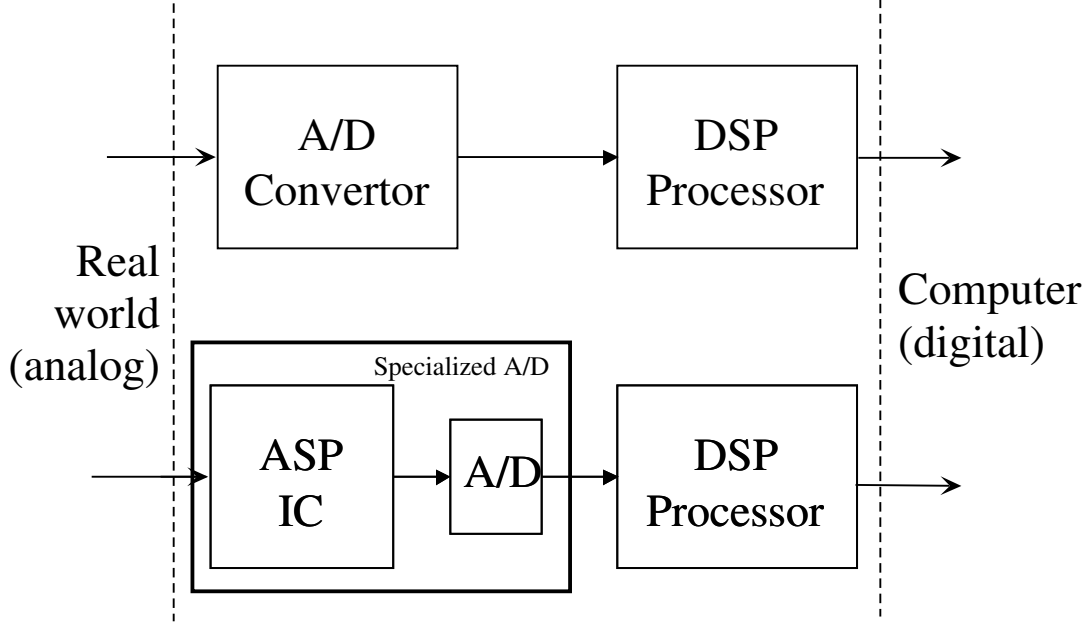 A/D
Convertor
DSP
Processor
Real
world
(analog)
Computer
(digital)
Specialized A/D
ASP
IC
A/D
DSP
Processor